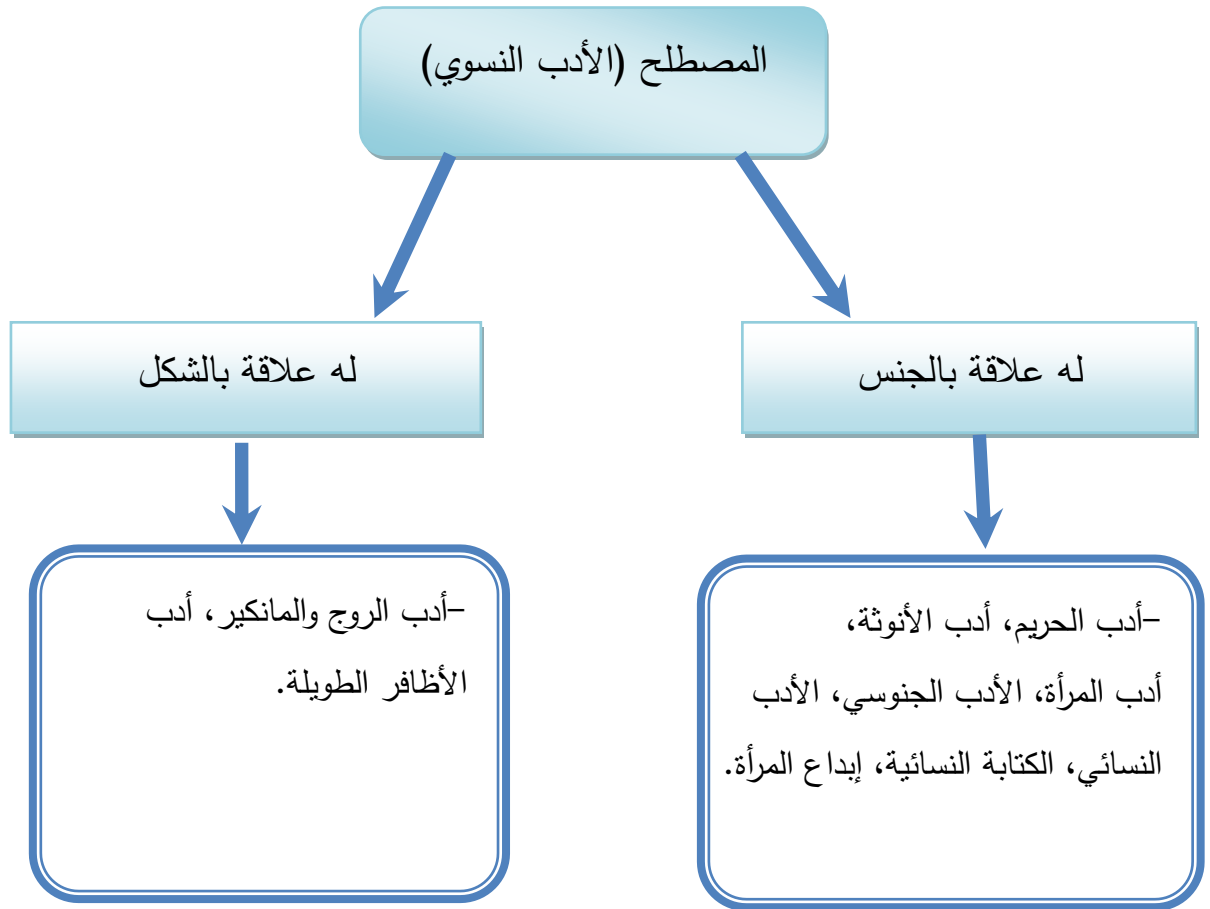 المصطلح (الأدب النسوي)
له علاقة بالجنس
له علاقة بالشكل
-أدب الحريم، أدب الأنوثة،
أدب المرأة، الأدب الجنوسي، الأدب
النسائي، الكتابة النسائية، إبداع المرأة.
-أدب الروج والمانكير، أدب
الأظافر الطويلة.